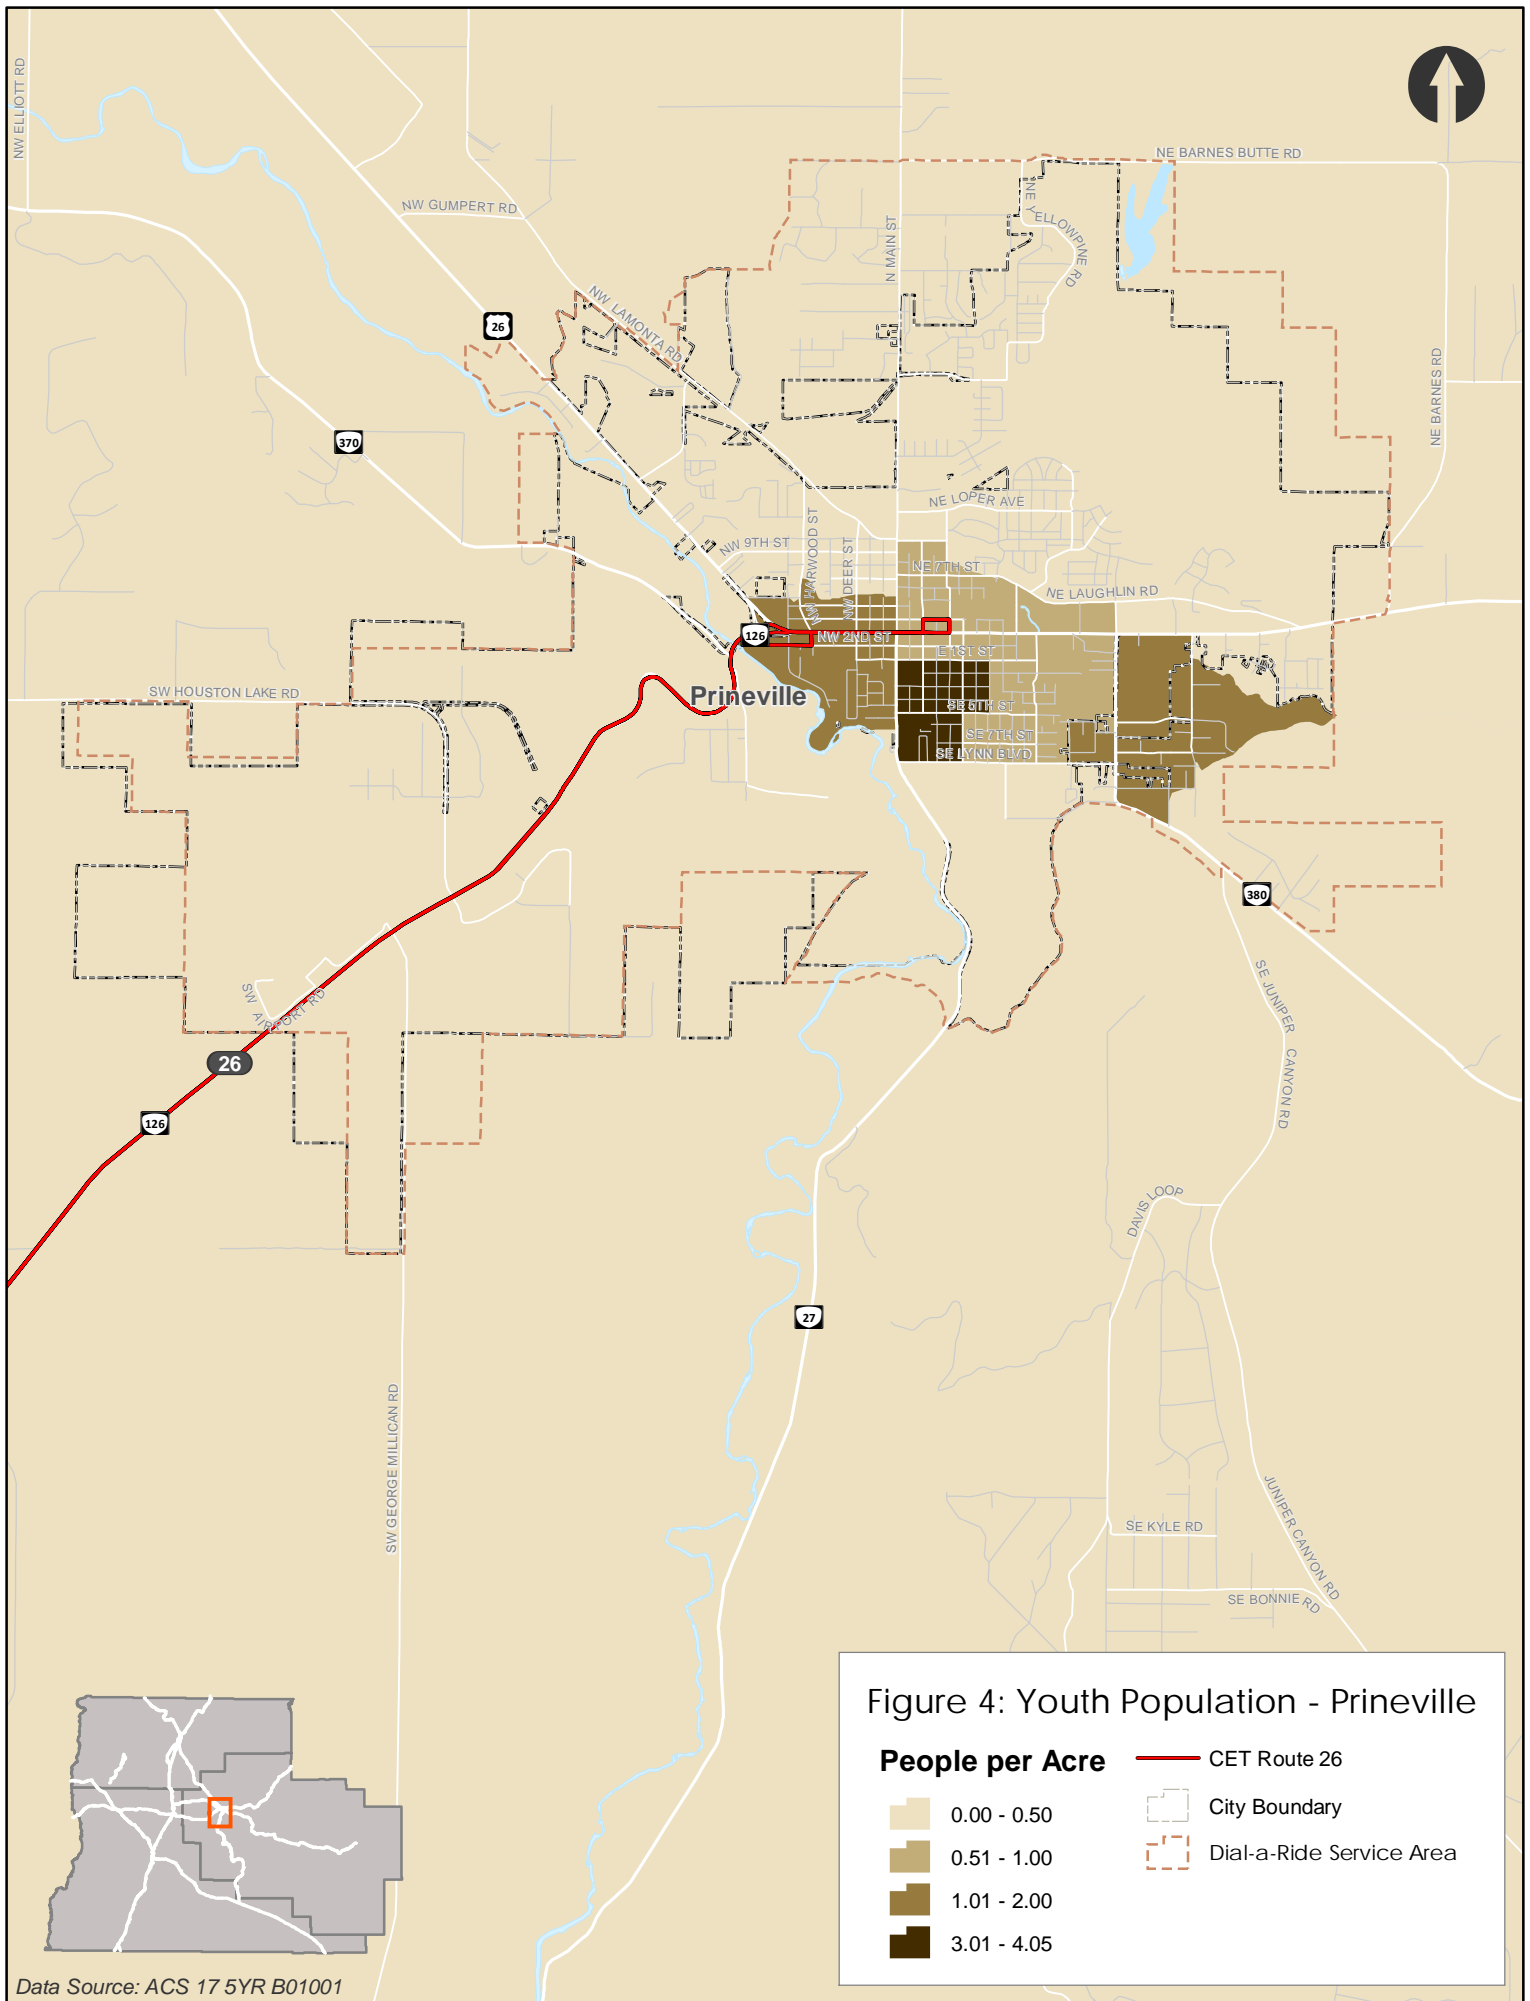 NW ELLIOTT RD
NE BARNES BUTTE RD
NW GUMPERT RD
N MAIN ST
NE YELLOWPINE RD
NW LAMONTA RD
26
NE BARNES RD
370
NE LOPER AVE
NW HARWOOD ST
NW DEER ST
NW 9TH ST
NE 7TH ST
NE LAUGHLIN RD
126
NW 2ND ST
E 1ST ST
SW HOUSTON LAKE RD
Prineville
SE 5TH ST
SE 7TH ST
SE LYNN BLVD
380
SE JUNIPER CANYON RD
SW AIRPORT RD
26
126
DAVIS LOOP
27
SW GEORGE MILLICAN RD
JUNIPER CANYON RD
SE KYLE RD
SE BONNIE RD
Figure 4: Youth Population - Prineville
People per Acre
0.00 - 0.50
0.51 - 1.00
1.01 - 2.00
3.01 - 4.05
CET Route 26
City Boundary
Dial-a-Ride Service Area
Data Source: ACS 17 5YR B01001